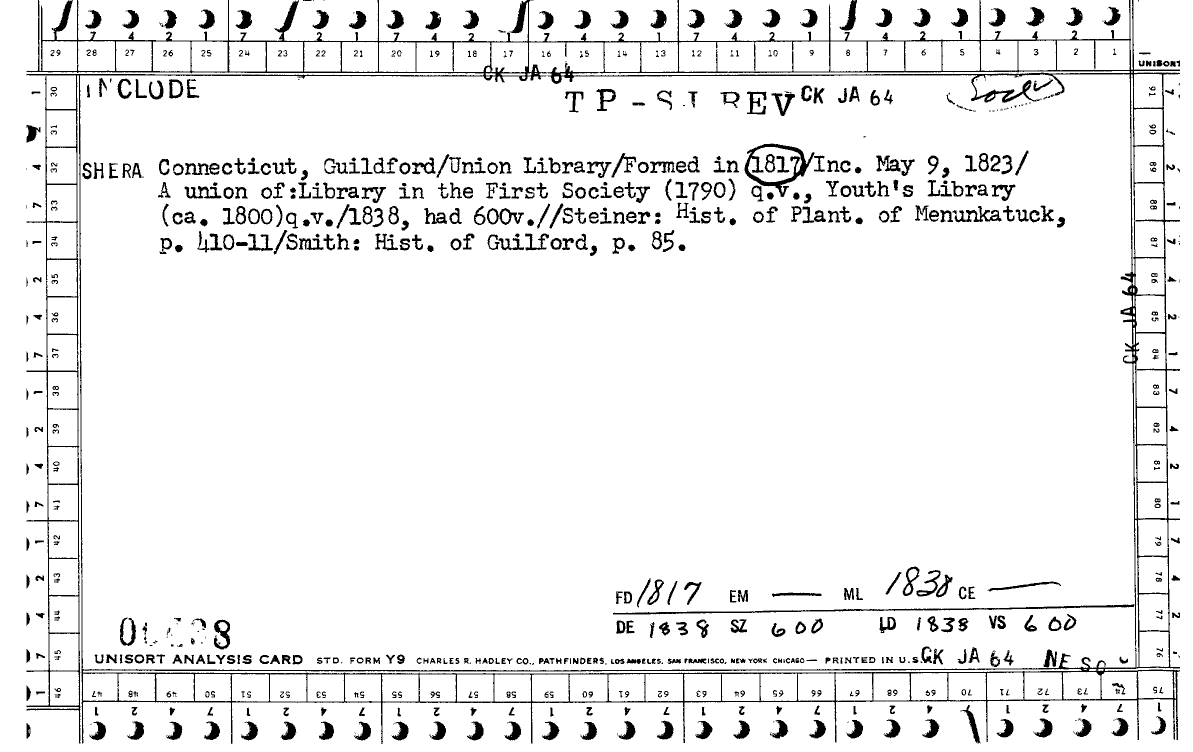 7 4 2 1 7 4 2 1 7 4 2 1 7 4 2 1 7 4 2 1 7 4 2 1 7 4 2 1
29 28 27 26 25 24 23 22 21 20 19 18 17 16 15 14 13 12 11 10 9 8 7 6 5 4 3 2 1
UNISORT
CK JA 64
INCLUDE
TP-SJ REV CK JA 64
SHERA Connecticut, Guildford/Union Library/Formed in 1817/Inc. May 9, 1823/
A union of:Library in the First Society (1790) q.v., Youth's Library
(ca. 1800)q.v./1838, had 600v.//Steiner: Hist. of Plant. of Menunkatuck,
p. 410-11/Smith: Hist. of Guilford, p. 85.
30 31 32 33 34 35 36 37 38 39 40 41 42 43 44 45 46
91 90 89 88 87 86 85 84 83 82 81 80 79 78 77 76 75
CK JA 64
FD 1817 EM — ML 1838 CE —
DE 1838 SZ 600 LD 1838 VS 600
UNISORT ANALYSIS CARD STD. FORM Y9 CHARLES R. HADLEY CO., PATHFINDERS, LOS ANGELES, SAN FRANCISCO, NEW YORK CHICAGO— PRINTED IN U.S. CK JA 64
47 48 49 50 51 52 53 54 55 56 57 58 59 60 61 62 63 64 65 66 67 68 69 70 71 72 73 74
1 2 4 7 1 2 4 7 1 2 4 7 1 2 4 7 1 2 4 7 1 2 4 7 1 2 4 7 1